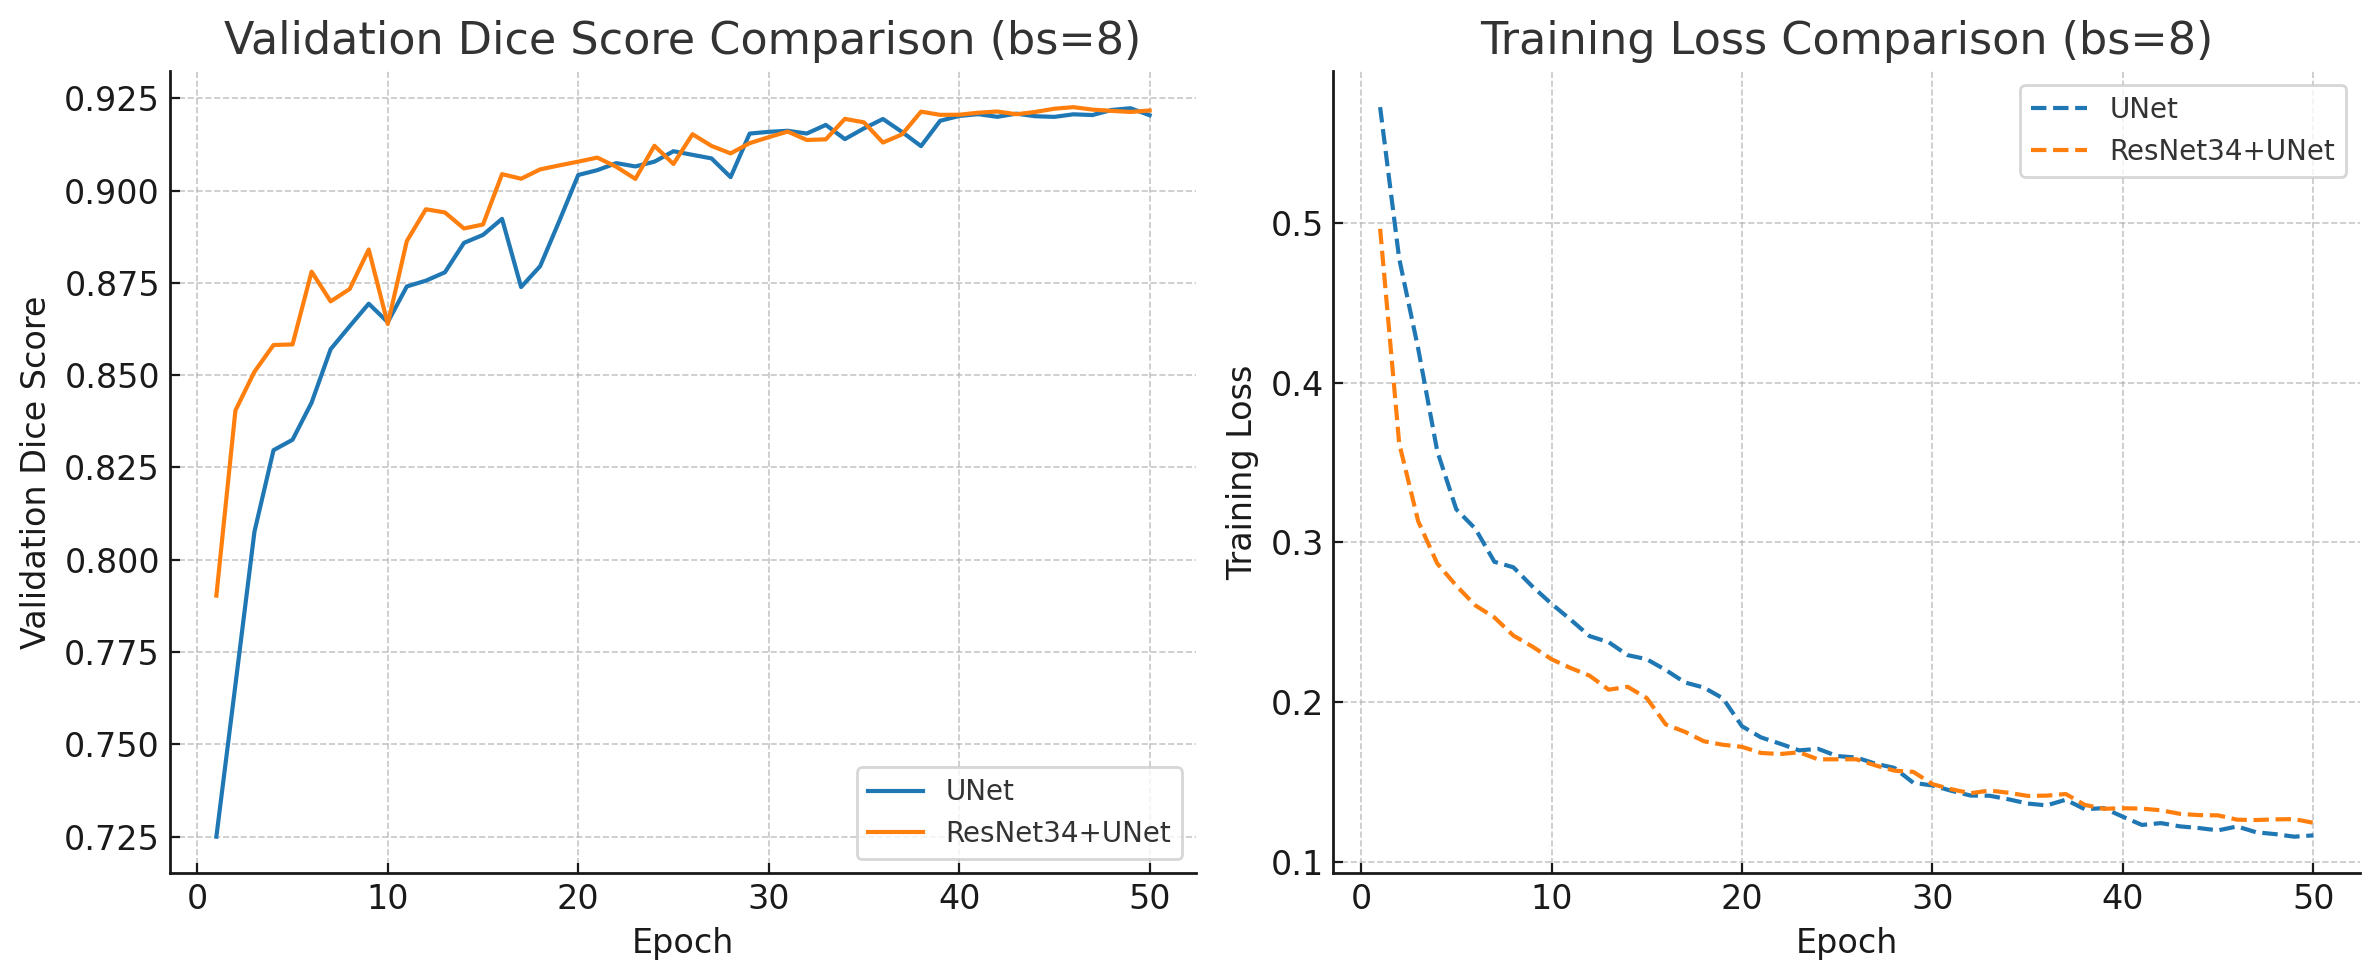 Validation Dice Score Comparison (bs=8)
Validation Dice Score
0.925
0.900
0.875
0.850
0.825
0.800
0.775
0.750
0.725
0 10 20 30 40 50
Epoch
UNet
ResNet34+UNet
Training Loss Comparison (bs=8)
Training Loss
0.5
0.4
0.3
0.2
0.1
0 10 20 30 40 50
Epoch
UNet
ResNet34+UNet